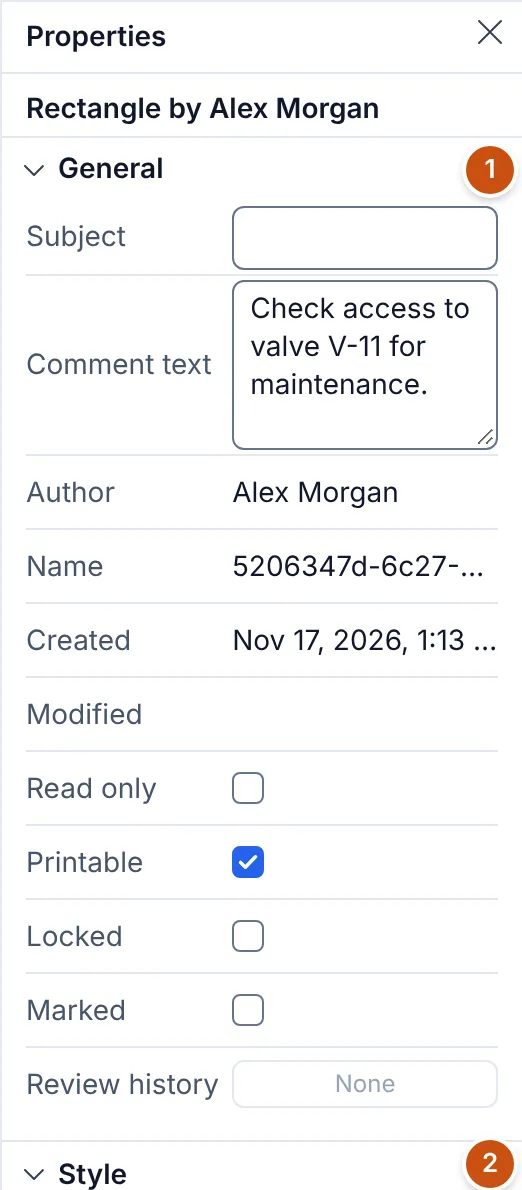 Properties
Rectangle by Alex Morgan
General
1
Subject
Comment text
Check access to
valve V-11 for
maintenance.
Author Alex Morgan
Name 5206347d-6c27-...
Created Nov 17, 2026, 1:13 ...
Modified
Read only
Printable
Locked
Marked
Review history None
Style
2